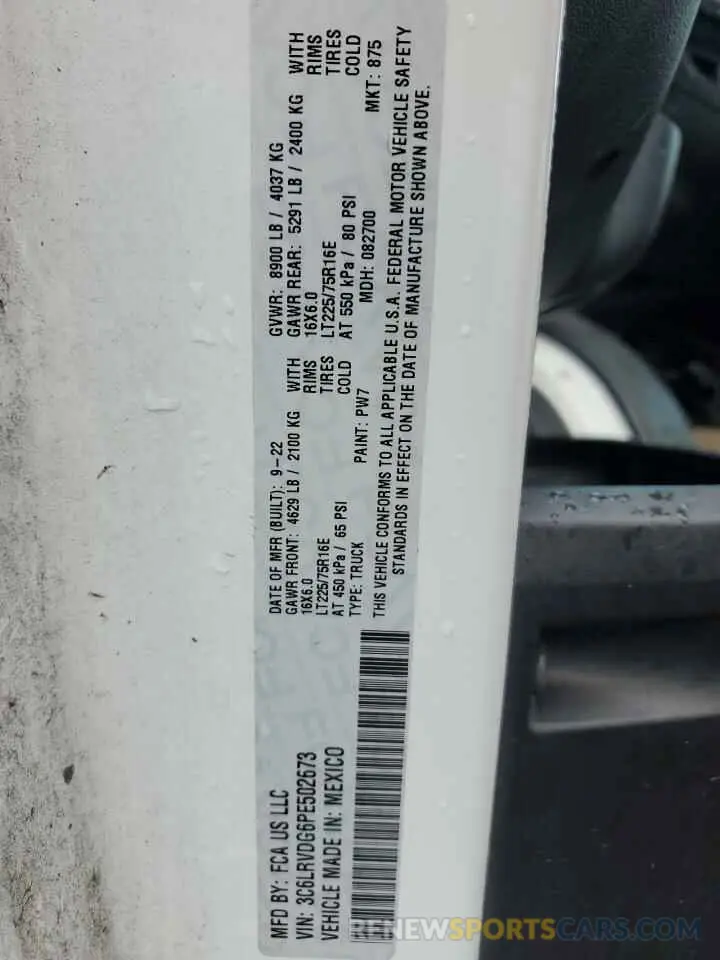 MFD BY: FCA US LLC
VIN: 3C6LRVDG6PE502673
VEHICLE MADE IN: MEXICO
DATE OF MFR (BUILT): 9-22
GVWR: 8900 LB / 4037 KG
GAWR FRONT: 4629 LB / 2100 KG WITH
16X6.0 RIMS
LT225/75R16E TIRES
AT 450 kPa / 65 PSI COLD
GAWR REAR: 5291 LB / 2400 KG WITH
16X6.0 RIMS
LT225/75R16E TIRES
AT 550 kPa / 80 PSI COLD
TYPE: TRUCK PAINT: PW7 MDH: 082700 MKT: 875
THIS VEHICLE CONFORMS TO ALL APPLICABLE U.S.A. FEDERAL MOTOR VEHICLE SAFETY
STANDARDS IN EFFECT ON THE DATE OF MANUFACTURE SHOWN ABOVE.
RENEWSPORTSCARS.COM